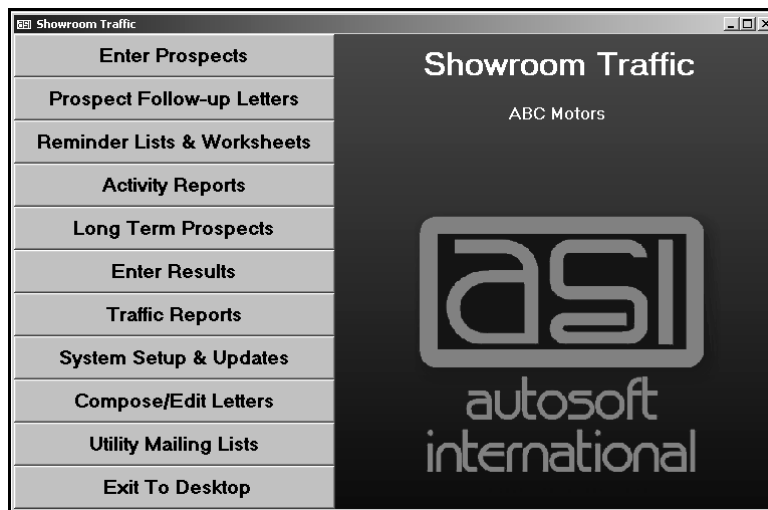 asi Showroom Traffic
Enter Prospects
Prospect Follow-up Letters
Reminder Lists & Worksheets
Activity Reports
Long Term Prospects
Enter Results
Traffic Reports
System Setup & Updates
Compose/Edit Letters
Utility Mailing Lists
Exit To Desktop
Showroom Traffic
ABC Motors
asi
autosoft
international